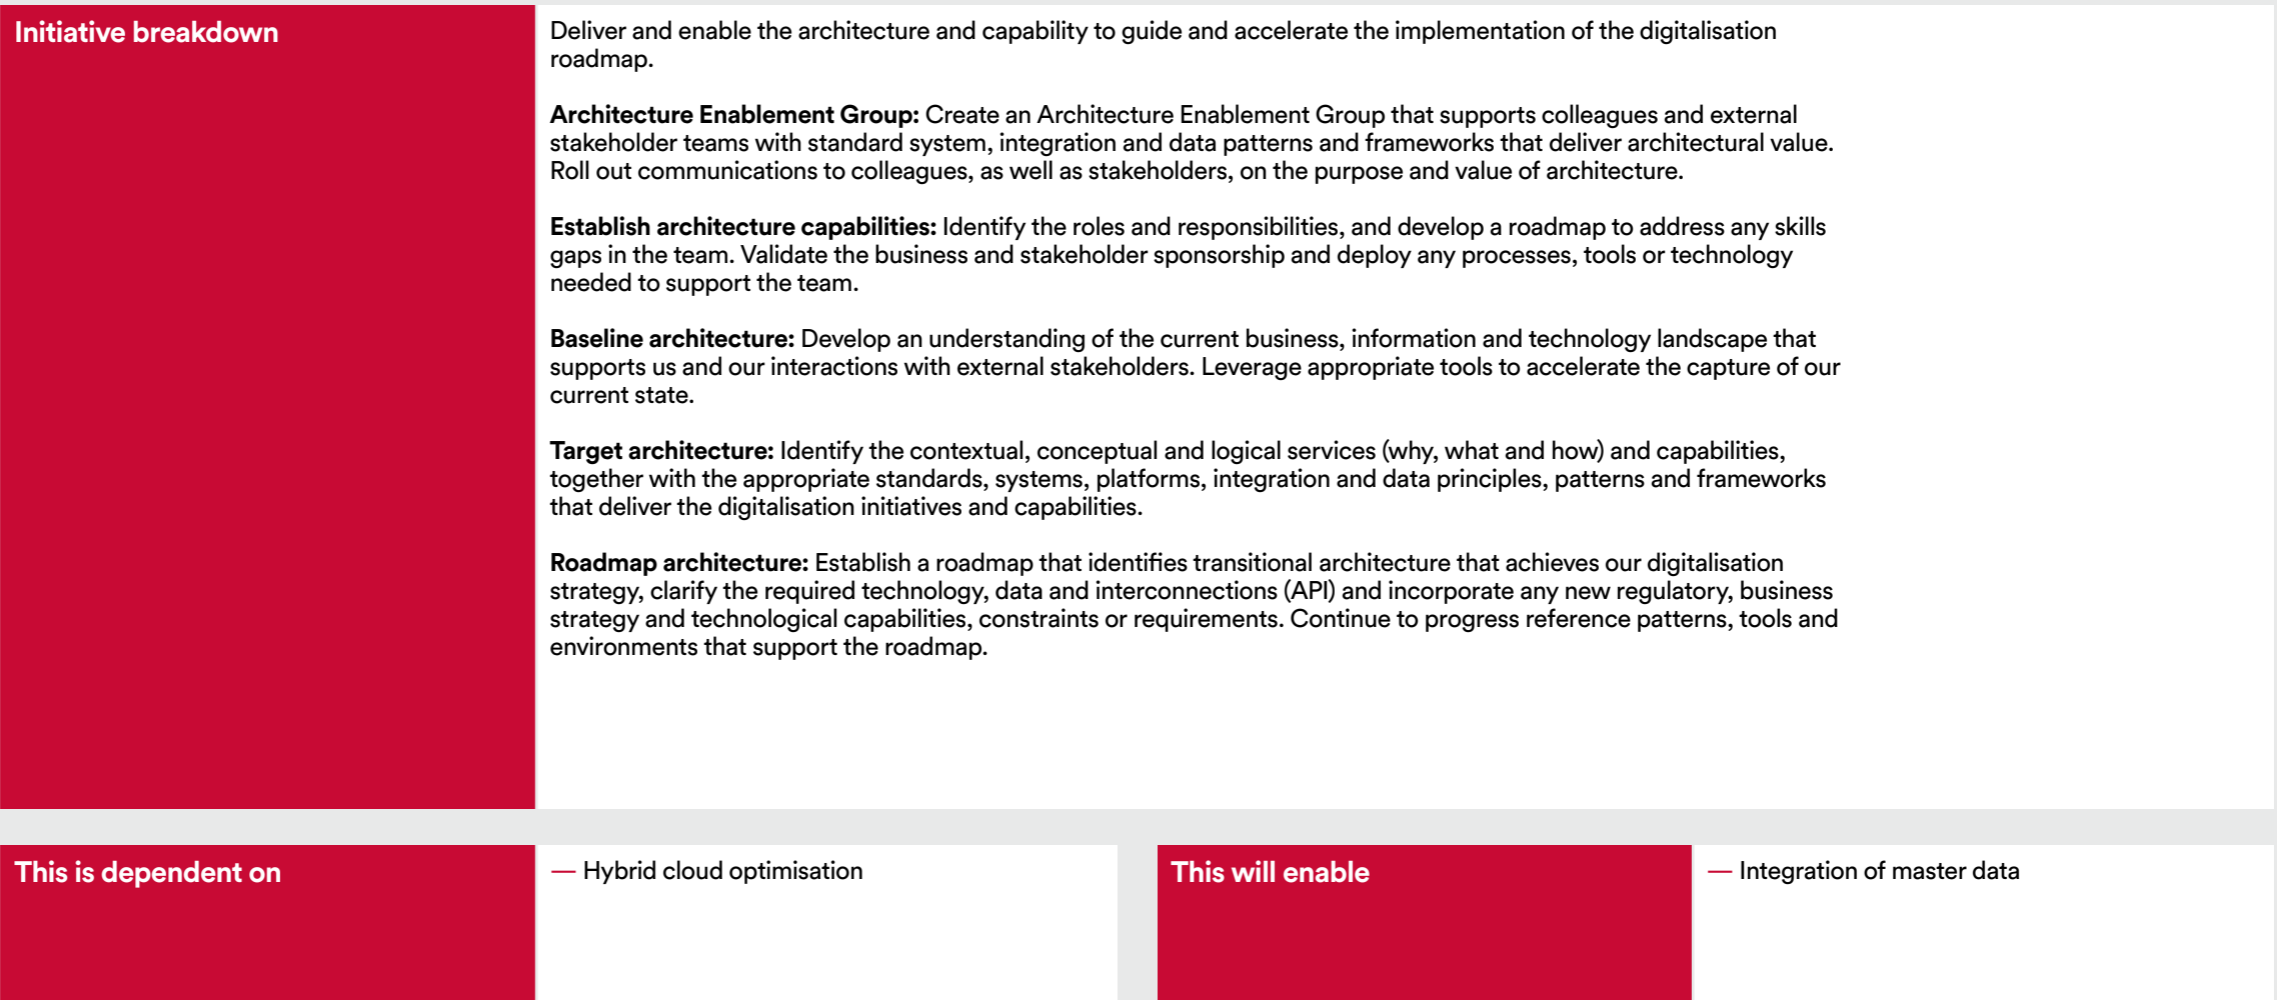 Initiative breakdown
Deliver and enable the architecture and capability to guide and accelerate the implementation of the digitalisation
roadmap.
Architecture Enablement Group: Create an Architecture Enablement Group that supports colleagues and external
stakeholder teams with standard system, integration and data patterns and frameworks that deliver architectural value.
Roll out communications to colleagues, as well as stakeholders, on the purpose and value of architecture.
Establish architecture capabilities: Identify the roles and responsibilities, and develop a roadmap to address any skills
gaps in the team. Validate the business and stakeholder sponsorship and deploy any processes, tools or technology
needed to support the team.
Baseline architecture: Develop an understanding of the current business, information and technology landscape that
supports us and our interactions with external stakeholders. Leverage appropriate tools to accelerate the capture of our
current state.
Target architecture: Identify the contextual, conceptual and logical services (why, what and how) and capabilities,
together with the appropriate standards, systems, platforms, integration and data principles, patterns and frameworks
that deliver the digitalisation initiatives and capabilities.
Roadmap architecture: Establish a roadmap that identifies transitional architecture that achieves our digitalisation
strategy, clarify the required technology, data and interconnections (API) and incorporate any new regulatory, business
strategy and technological capabilities, constraints or requirements. Continue to progress reference patterns, tools and
environments that support the roadmap.
This is dependent on
— Hybrid cloud optimisation
This will enable
— Integration of master data